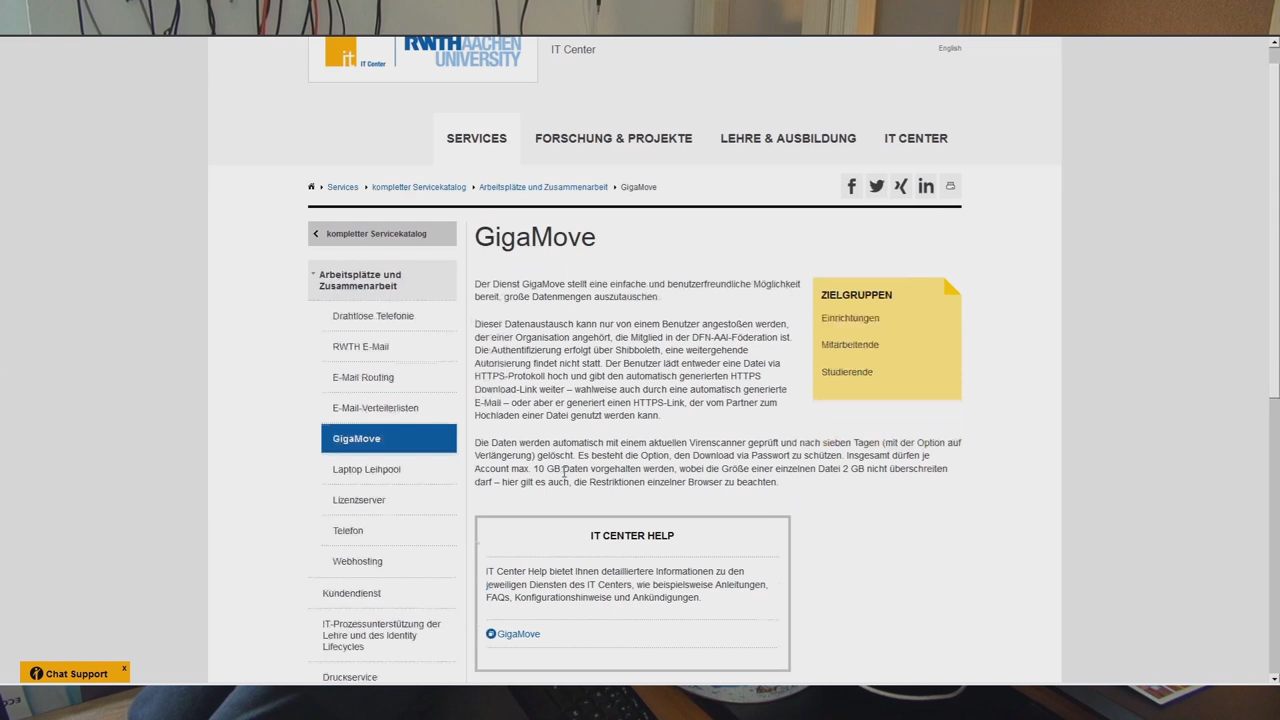 it
IT Center
RWTH AACHEN
UNIVERSITY
IT Center
English
SERVICES
FORSCHUNG & PROJEKTE
LEHRE & AUSBILDUNG
IT CENTER
Services
kompletter Servicekatalog
Arbeitsplätze und Zusammenarbeit
GigaMove
kompletter Servicekatalog
Arbeitsplätze und
Zusammenarbeit
Drahtlose Telefonie
RWTH E-Mail
E-Mail Routing
E-Mail-Verteilerlisten
GigaMove
Laptop Leihpool
Lizenzserver
Telefon
Webhosting
Kundendienst
IT-Prozessunterstützung der
Lehre und des Identity
Lifecycles
Druckservice
GigaMove
Der Dienst GigaMove stellt eine einfache und benutzerfreundliche Möglichkeit
bereit, große Datenmengen auszutauschen.
Dieser Datenaustausch kann nur von einem Benutzer angestoßen werden,
der einer Organisation angehört, die Mitglied in der DFN-AAI-Föderation ist.
Die Authentifizierung erfolgt über Shibboleth, eine weitergehende
Autorisierung findet nicht statt. Der Benutzer lädt entweder eine Datei via
HTTPS-Protokoll hoch und gibt den automatisch generierten HTTPS
Download-Link weiter – wahlweise auch durch eine automatisch generierte
E-Mail – oder aber er generiert einen HTTPS-Link, der vom Partner zum
Hochladen einer Datei genutzt werden kann.
Die Daten werden automatisch mit einem aktuellen Virenscanner geprüft und nach sieben Tagen (mit der Option auf
Verlängerung) gelöscht. Es besteht die Option, den Download via Passwort zu schützen. Insgesamt dürfen je
Account max. 10 GB Daten vorgehalten werden, wobei die Größe einer einzelnen Datei 2 GB nicht überschreiten
darf – hier gilt es auch, die Restriktionen einzelner Browser zu beachten.
ZIELGRUPPEN
Einrichtungen
Mitarbeitende
Studierende
IT CENTER HELP
IT Center Help bietet Ihnen detailliertere Informationen zu den
jeweiligen Diensten des IT Centers, wie beispielsweise Anleitungen,
FAQs, Konfigurationshinweise und Ankündigungen.
GigaMove
Chat Support
x